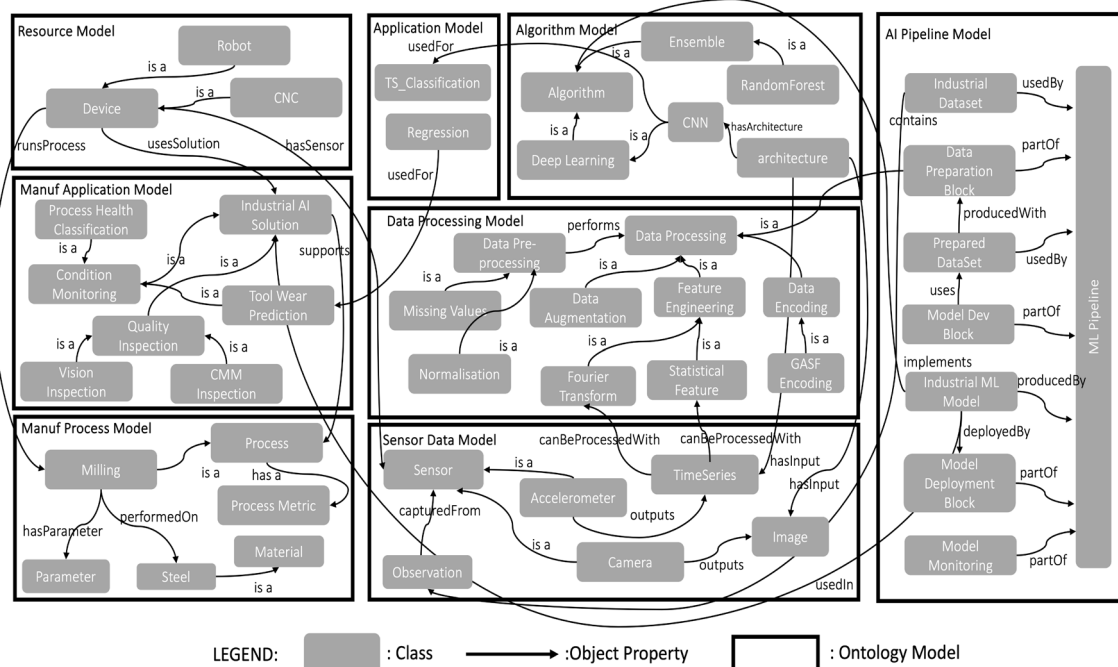 Resource Model
Robot
is a
Device
is a
CNC
runsProcess
usesSolution
hasSensor
Application Model
usedFor
TS_Classification
Regression
usedFor
Algorithm Model
Ensemble
is a
is a
Algorithm
RandomForest
CNN
hasArchitecture
is a
is a
Deep Learning
architecture
AI Pipeline Model
Industrial
Dataset
usedBy
contains
Data
Preparation
Block
partOf
producedWith
Prepared
DataSet
usedBy
uses
Model Dev
Block
partOf
implements
Industrial ML
Model
producedBy
deployedBy
Model
Deployment
Block
partOf
Model
Monitoring
partOf
ML Pipeline
Manuf Application Model
Process Health
Classification
Industrial AI
Solution
is a
is a
supports
Condition
Monitoring
is a
Tool Wear
Prediction
is a
Quality
Inspection
is a
is a
Vision
Inspection
CMM
Inspection
Data Processing Model
Data Pre-
processing
performs
Data Processing
is a
is a
is a
is a
Missing Values
Data
Augmentation
Feature
Engineering
Data
Encoding
is a
is a
is a
Normalisation
Fourier
Transform
Statistical
Feature
GASF
Encoding
Manuf Process Model
Process
Milling
is a
has a
Process Metric
hasParameter
performedOn
Material
Parameter
Steel
is a
Sensor Data Model
canBeProcessedWith
canBeProcessedWith
Sensor
is a
TimeSeries
hasInput
hasInput
Accelerometer
capturedFrom
outputs
Image
is a
Camera
outputs
Observation
usedIn
LEGEND:
: Class
:Object Property
: Ontology Model